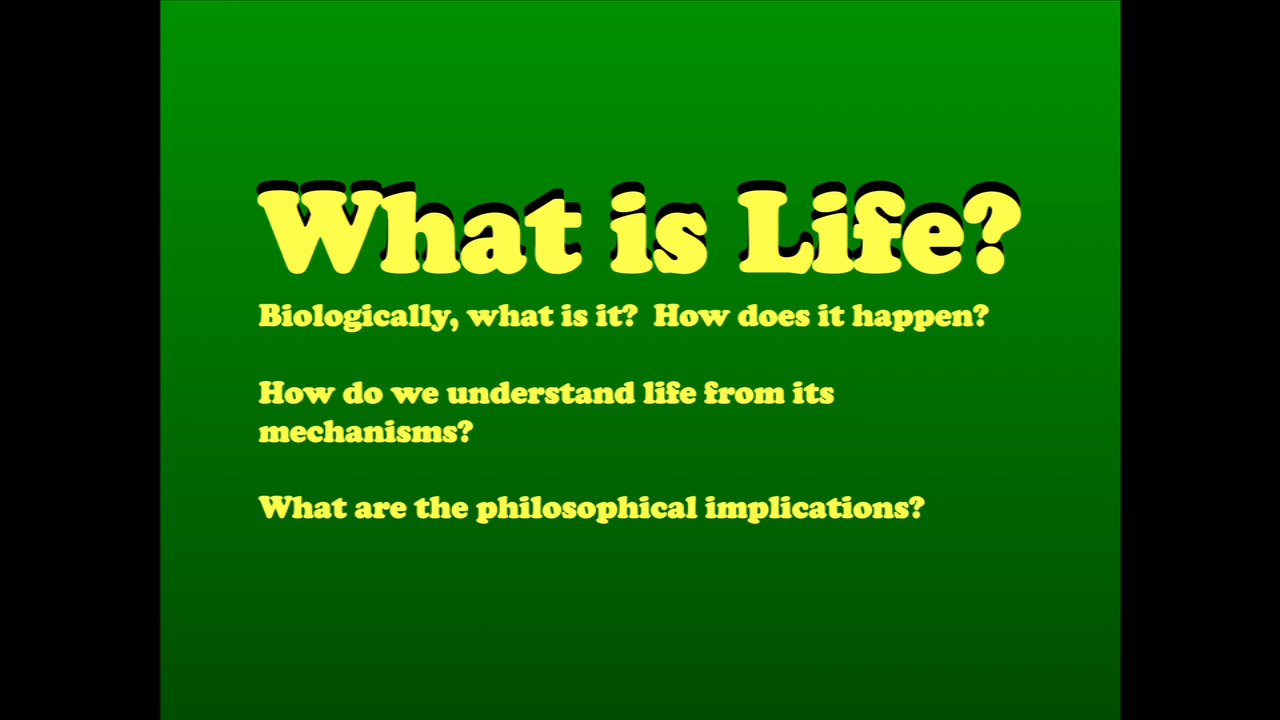 What is Life?
Biologically, what is it?  How does it happen?
How do we understand life from its
mechanisms?
What are the philosophical implications?